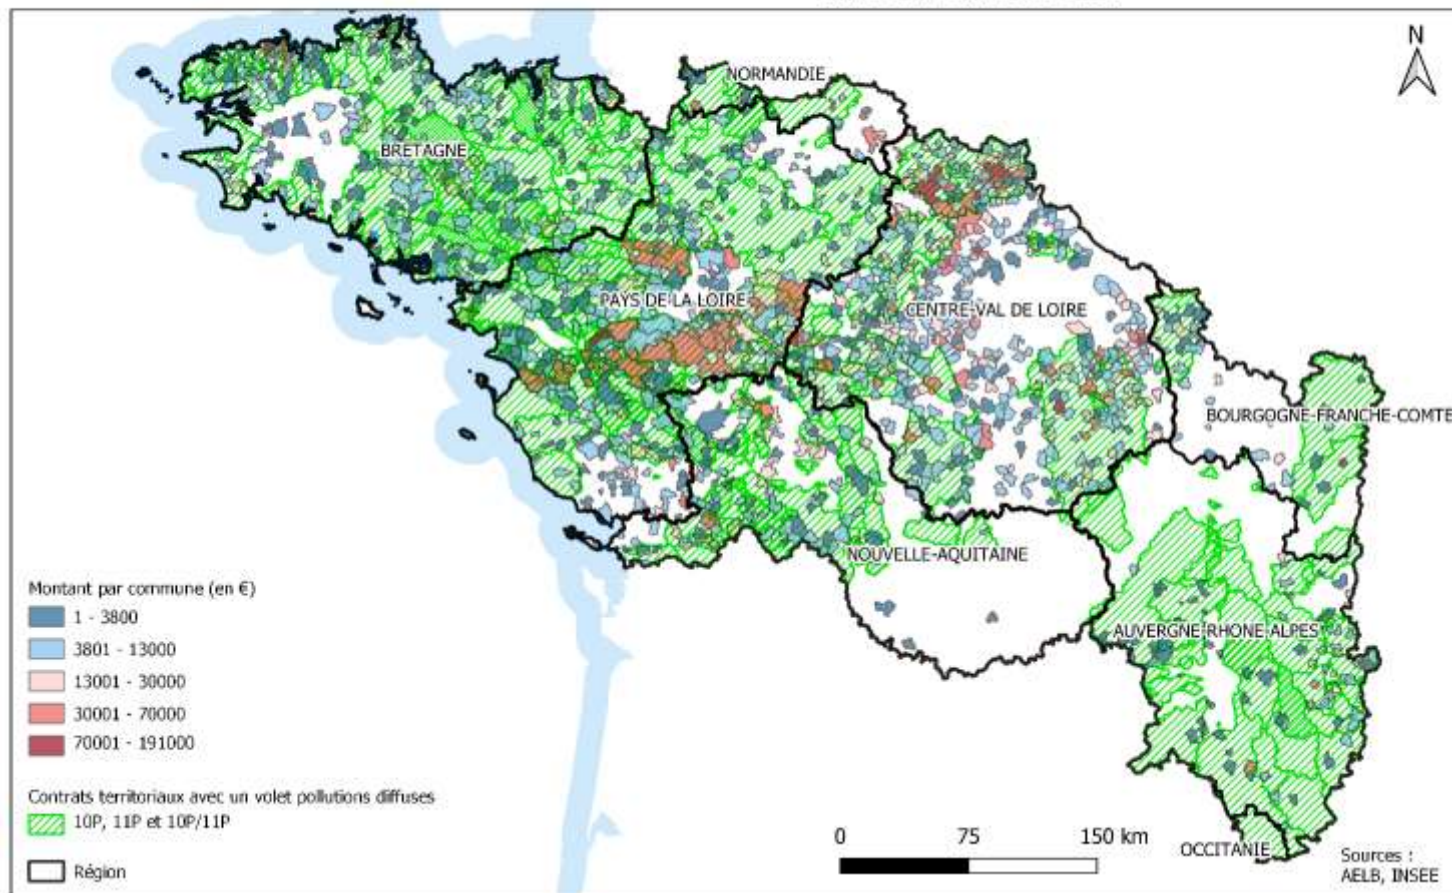 N
NORMANDIE
BRETAGNE
PAYS DE LA LOIRE
CENTRE-VAL DE LOIRE
BOURGOGNE-FRANCHE-COMTE
NOUVELLE-AQUITAINE
AUVERGNE-RHONE-ALPES
OCCITANIE
Montant par commune (en €)
1 - 3800
3801 - 13000
13001 - 30000
30001 - 70000
70001 - 191000
Contrats territoriaux avec un volet pollutions diffuses
10P, 11P et 10P/11P
Région
0 75 150 km
Sources :
AELB, INSEE